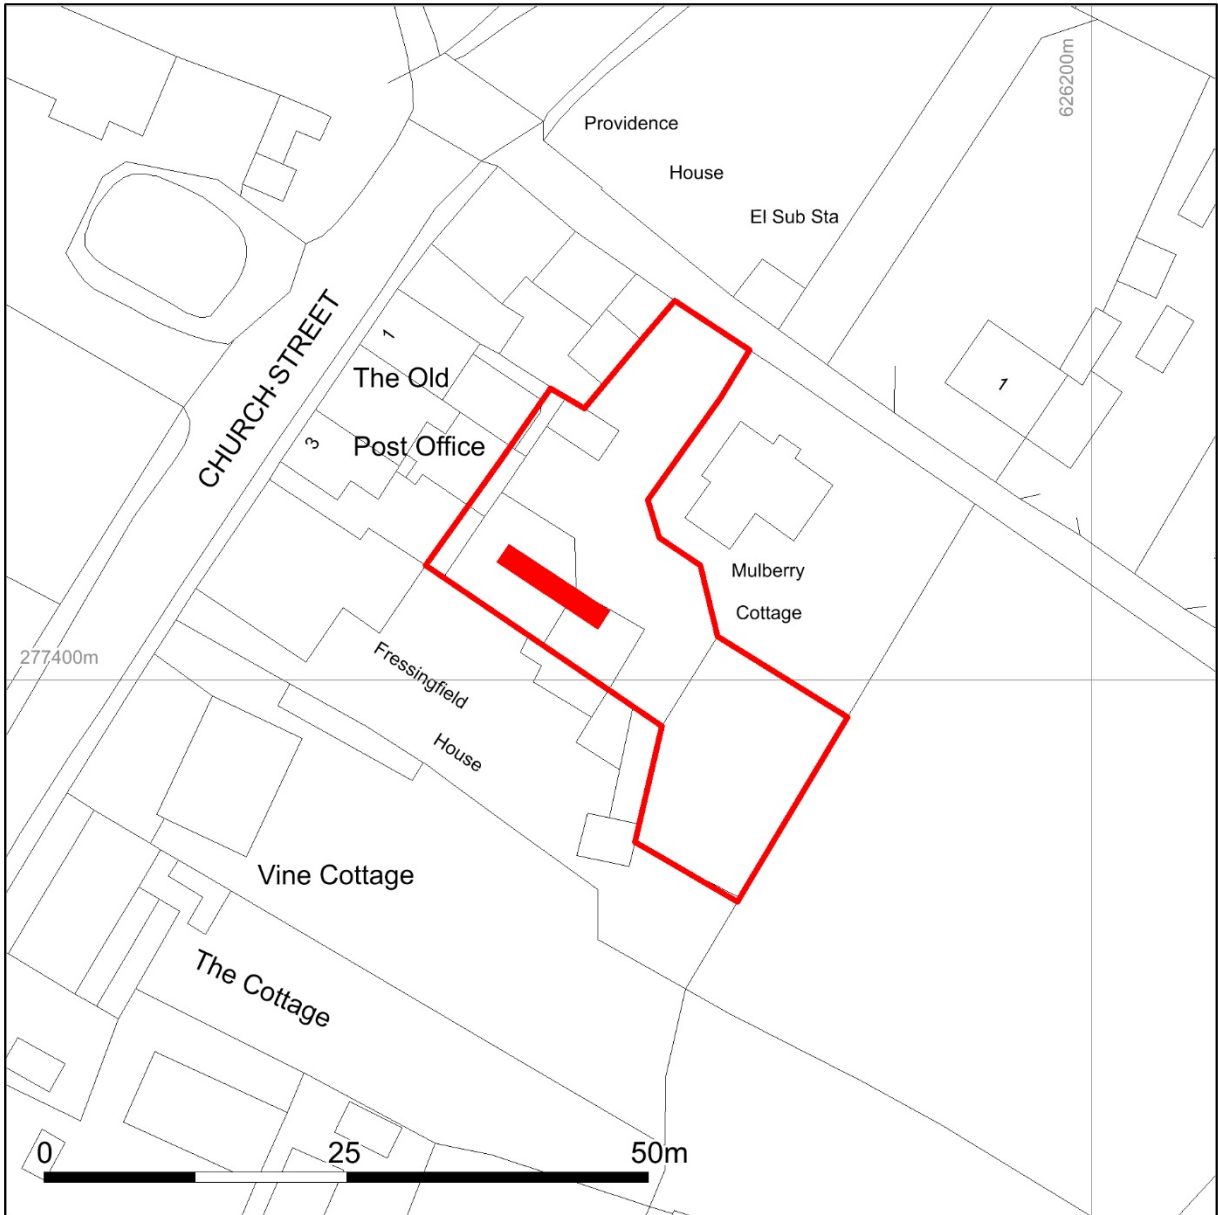 626200m
Providence
House
El Sub Sta
CHURCH STREET
1
The Old
3
Post Office
1
Mulberry
Cottage
277400m
Fressingfield
House
Vine Cottage
The Cottage
0 25 50m